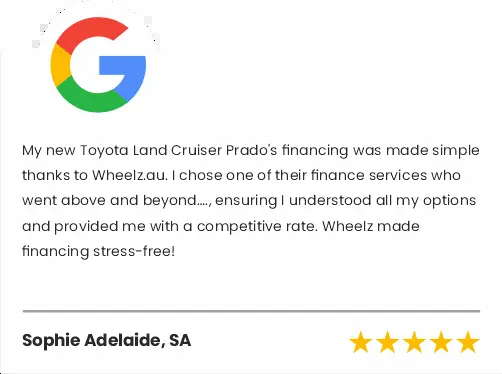 My new Toyota Land Cruiser Prado's financing was made simple
thanks to Wheelz.au. I chose one of their finance services who
went above and beyond...., ensuring I understood all my options
and provided me with a competitive rate. Wheelz made
financing stress-free!
Sophie Adelaide, SA